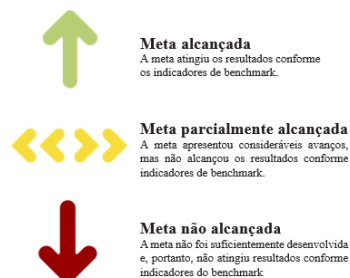 Meta alcançada
A meta atingiu os resultados conforme
os indicadores de benchmark.
Meta parcialmente alcançada
A meta apresentou consideráveis avanços,
mas não alcançou os resultados conforme
indicadores de benchmark.
Meta não alcançada
A meta não foi suficientemente desenvolvida
e, portanto, não atingiu resultados conforme
indicadores do benchmark